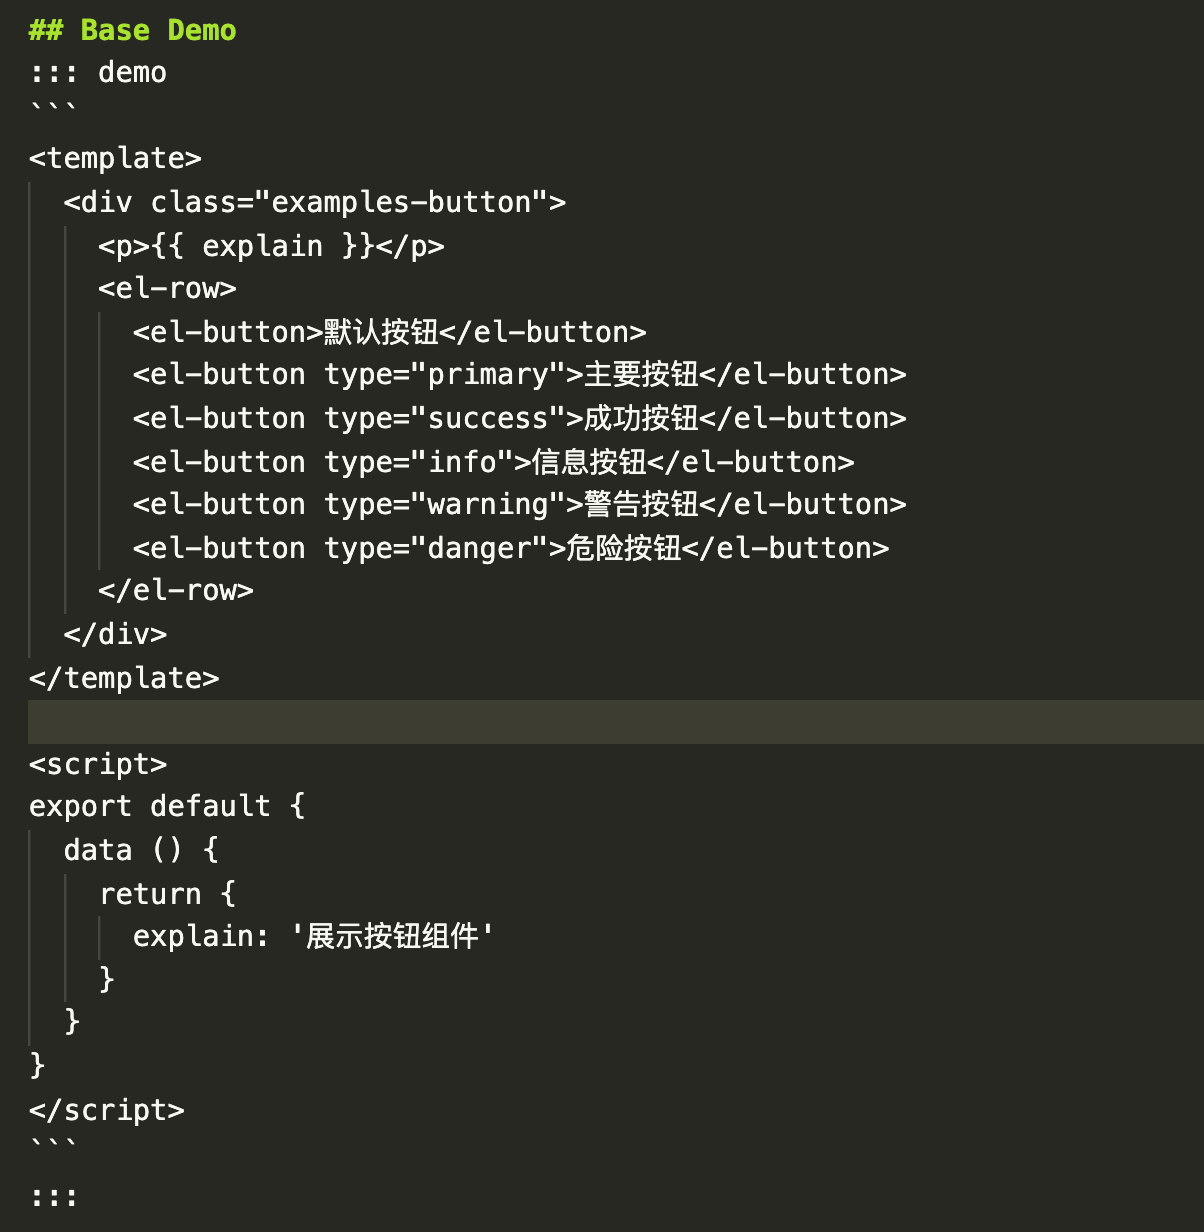 ## Base Demo
::: demo
```
<template>
  <div class="examples-button">
    <p>{{ explain }}</p>
    <el-row>
      <el-button>默认按钮</el-button>
      <el-button type="primary">主要按钮</el-button>
      <el-button type="success">成功按钮</el-button>
      <el-button type="info">信息按钮</el-button>
      <el-button type="warning">警告按钮</el-button>
      <el-button type="danger">危险按钮</el-button>
    </el-row>
  </div>
</template>

<script>
export default {
  data () {
    return {
      explain: '展示按钮组件'
    }
  }
}
</script>
```
:::